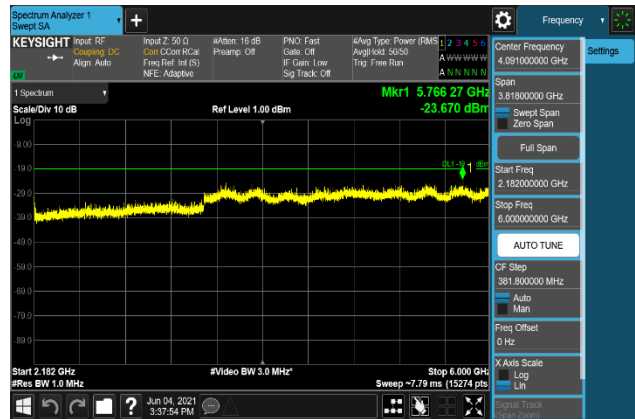 Spectrum Analyzer 1
Swept SA
Frequency
KEYSIGHT
Input: RF
Coupling: DC
Align: Auto
Input Z: 50 Ω
Corr CCorr RCal
Freq Ref: Int (S)
NFE: Adaptive
#Atten: 16 dB
Preamp: Off
PNO: Fast
Gate: Off
IF Gain: Low
Sig Track: Off
#Avg Type: Power (RMS
Avg|Hold: 50/50
Trig: Free Run
1 2 3 4 5 6
A W W W W W
A N N N N N
LW
1 Spectrum
Scale/Div 10 dB
Log
Ref Level 1.00 dBm
Mkr1 5.766 27 GHz
-23.670 dBm
-9.00
-19.0
-29.0
-39.0
-49.0
-59.0
-69.0
-79.0
-89.0
1
Start 2.182 GHz
#Res BW 1.0 MHz
#Video BW 3.0 MHz*
Stop 6.000 GHz
Sweep ~7.79 ms (15274 pts
Center Frequency
4.091000000 GHz
Settings
Span
3.81800000 GHz
Swept Span
Zero Span
Full Span
Start Freq
2.182000000 GHz
Stop Freq
6.000000000 GHz
AUTO TUNE
CF Step
381.800000 MHz
Auto
Man
Freq Offset
0 Hz
X Axis Scale
Log
Lin
Signal Track
(Span Zoom)
?
Jun 04, 2021
3:37:54 PM